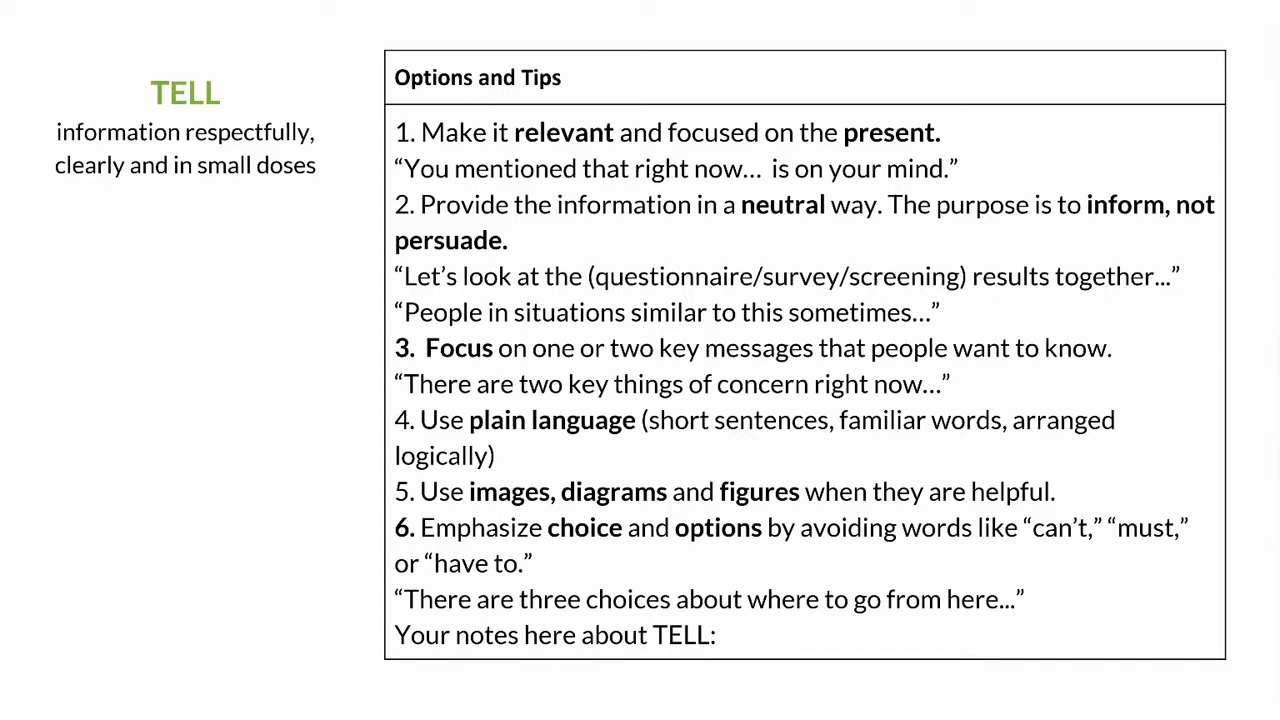 TELL
information respectfully,
clearly and in small doses
Options and Tips
1. Make it relevant and focused on the present.
“You mentioned that right now…  is on your mind.”
2. Provide the information in a neutral way. The purpose is to inform, not
persuade.
“Let’s look at the (questionnaire/survey/screening) results together...”
“People in situations similar to this sometimes…”
3.  Focus on one or two key messages that people want to know.
“There are two key things of concern right now…”
4. Use plain language (short sentences, familiar words, arranged
logically)
5. Use images, diagrams and figures when they are helpful.
6. Emphasize choice and options by avoiding words like “can’t,” “must,”
or “have to.”
“There are three choices about where to go from here...”
Your notes here about TELL: